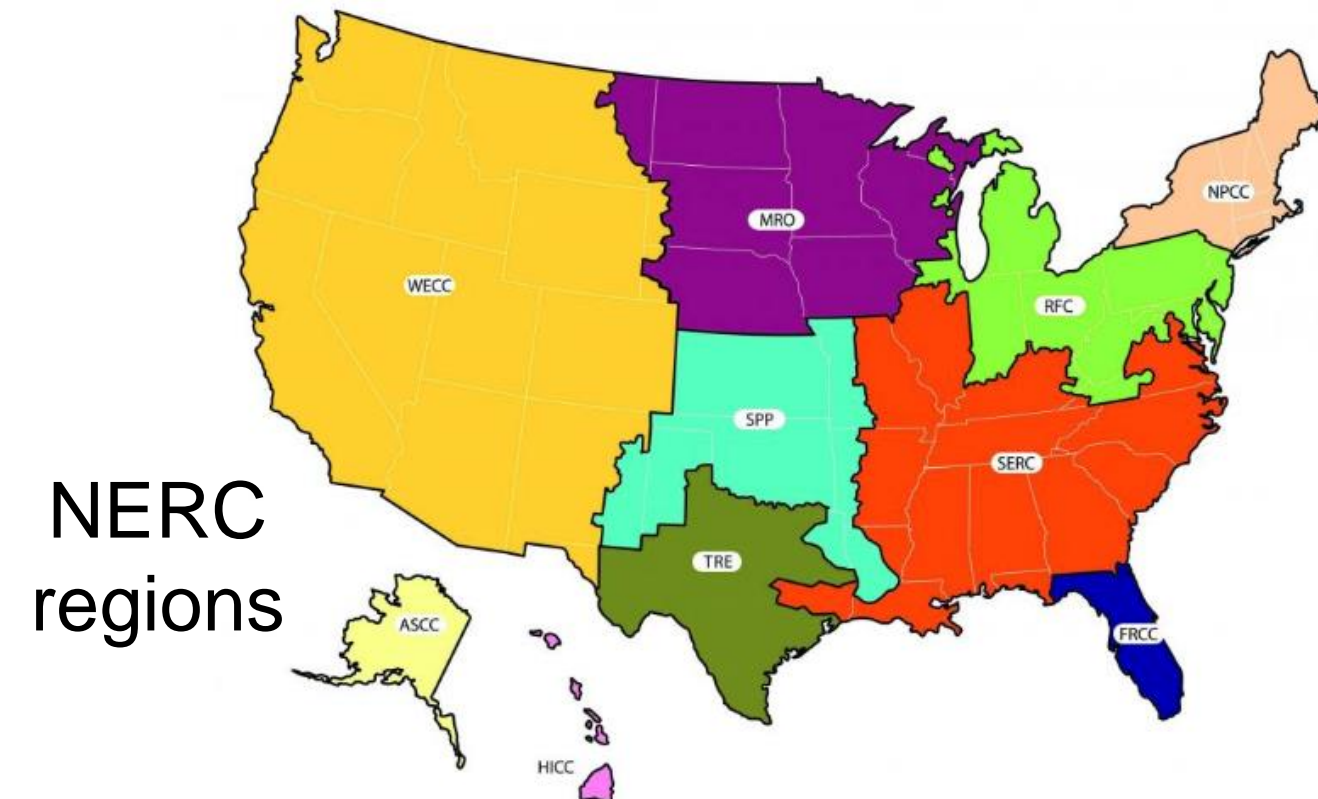 NPCC
MRO
WECC
RFC
SPP
SERC
NERC
regions
TRE
ASCC
FRCC
HICC